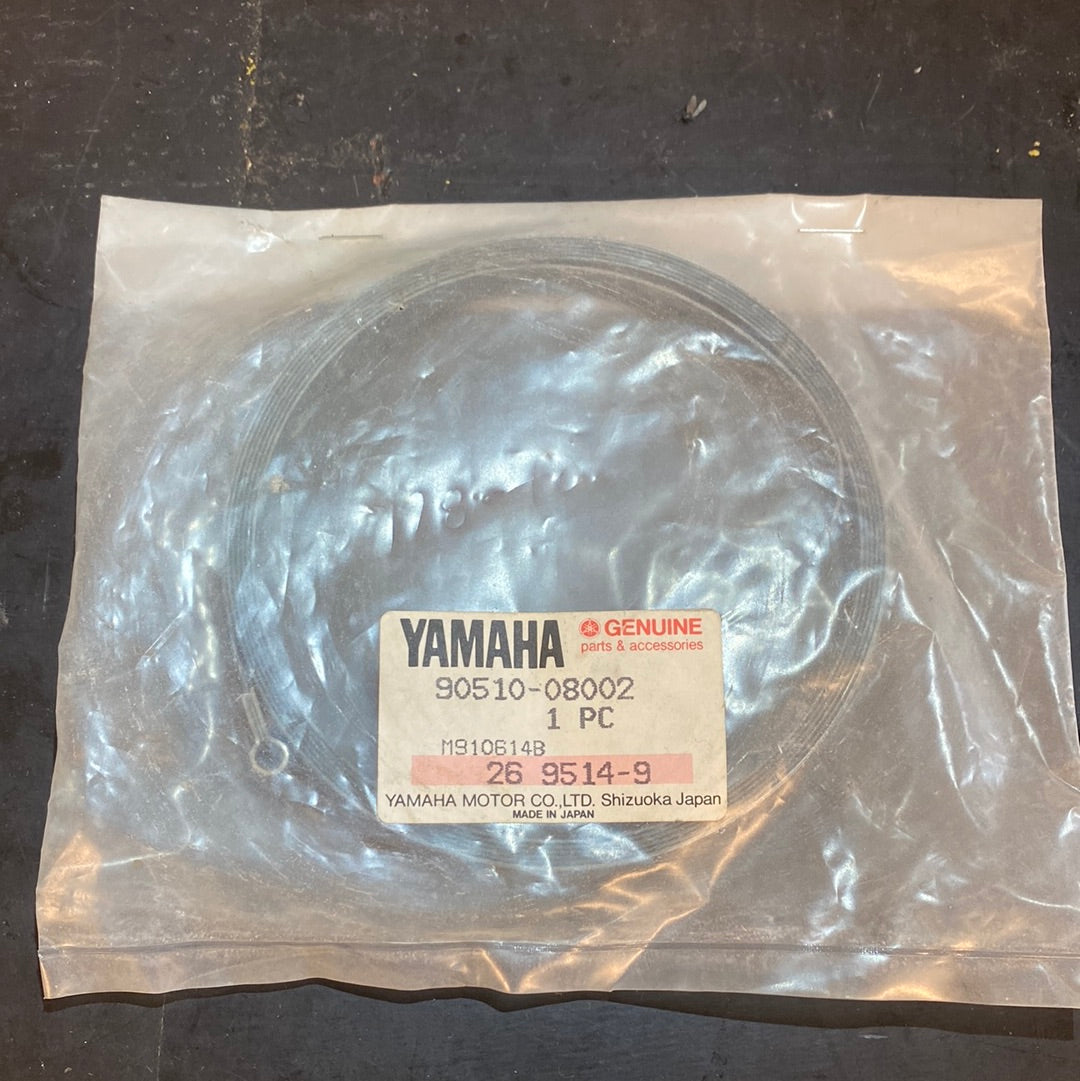 YAMAHA GENUINE
parts & accessories
90510-08002
1 PC
M910614B
26 9514-9
YAMAHA MOTOR CO.,LTD. Shizuoka Japan
MADE IN JAPAN